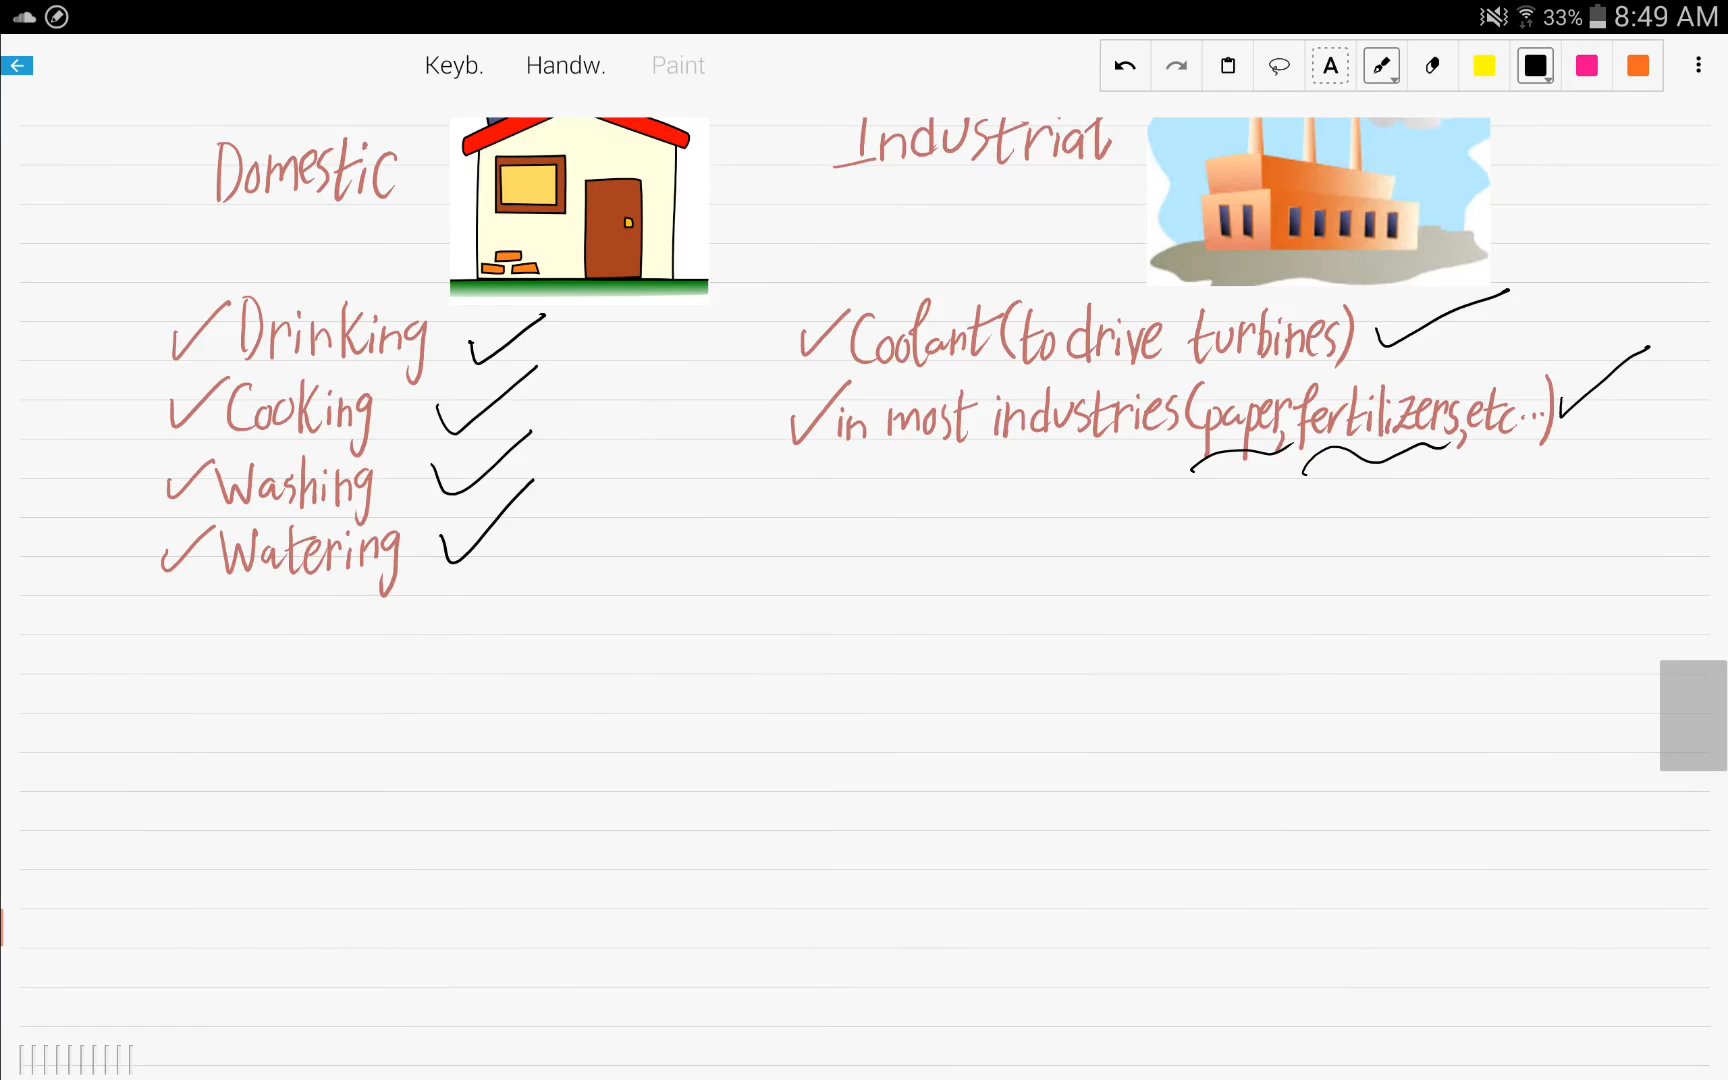 33% 8:49 AM
Keyb. Handw. Paint
A
Domestic
Industrial
✓Drinking ✓
✓Cooking ✓
✓Washing ✓
✓Watering ✓
✓Coolant(to drive turbines) ✓
✓in most industries(paper,fertilizers,etc...) ✓